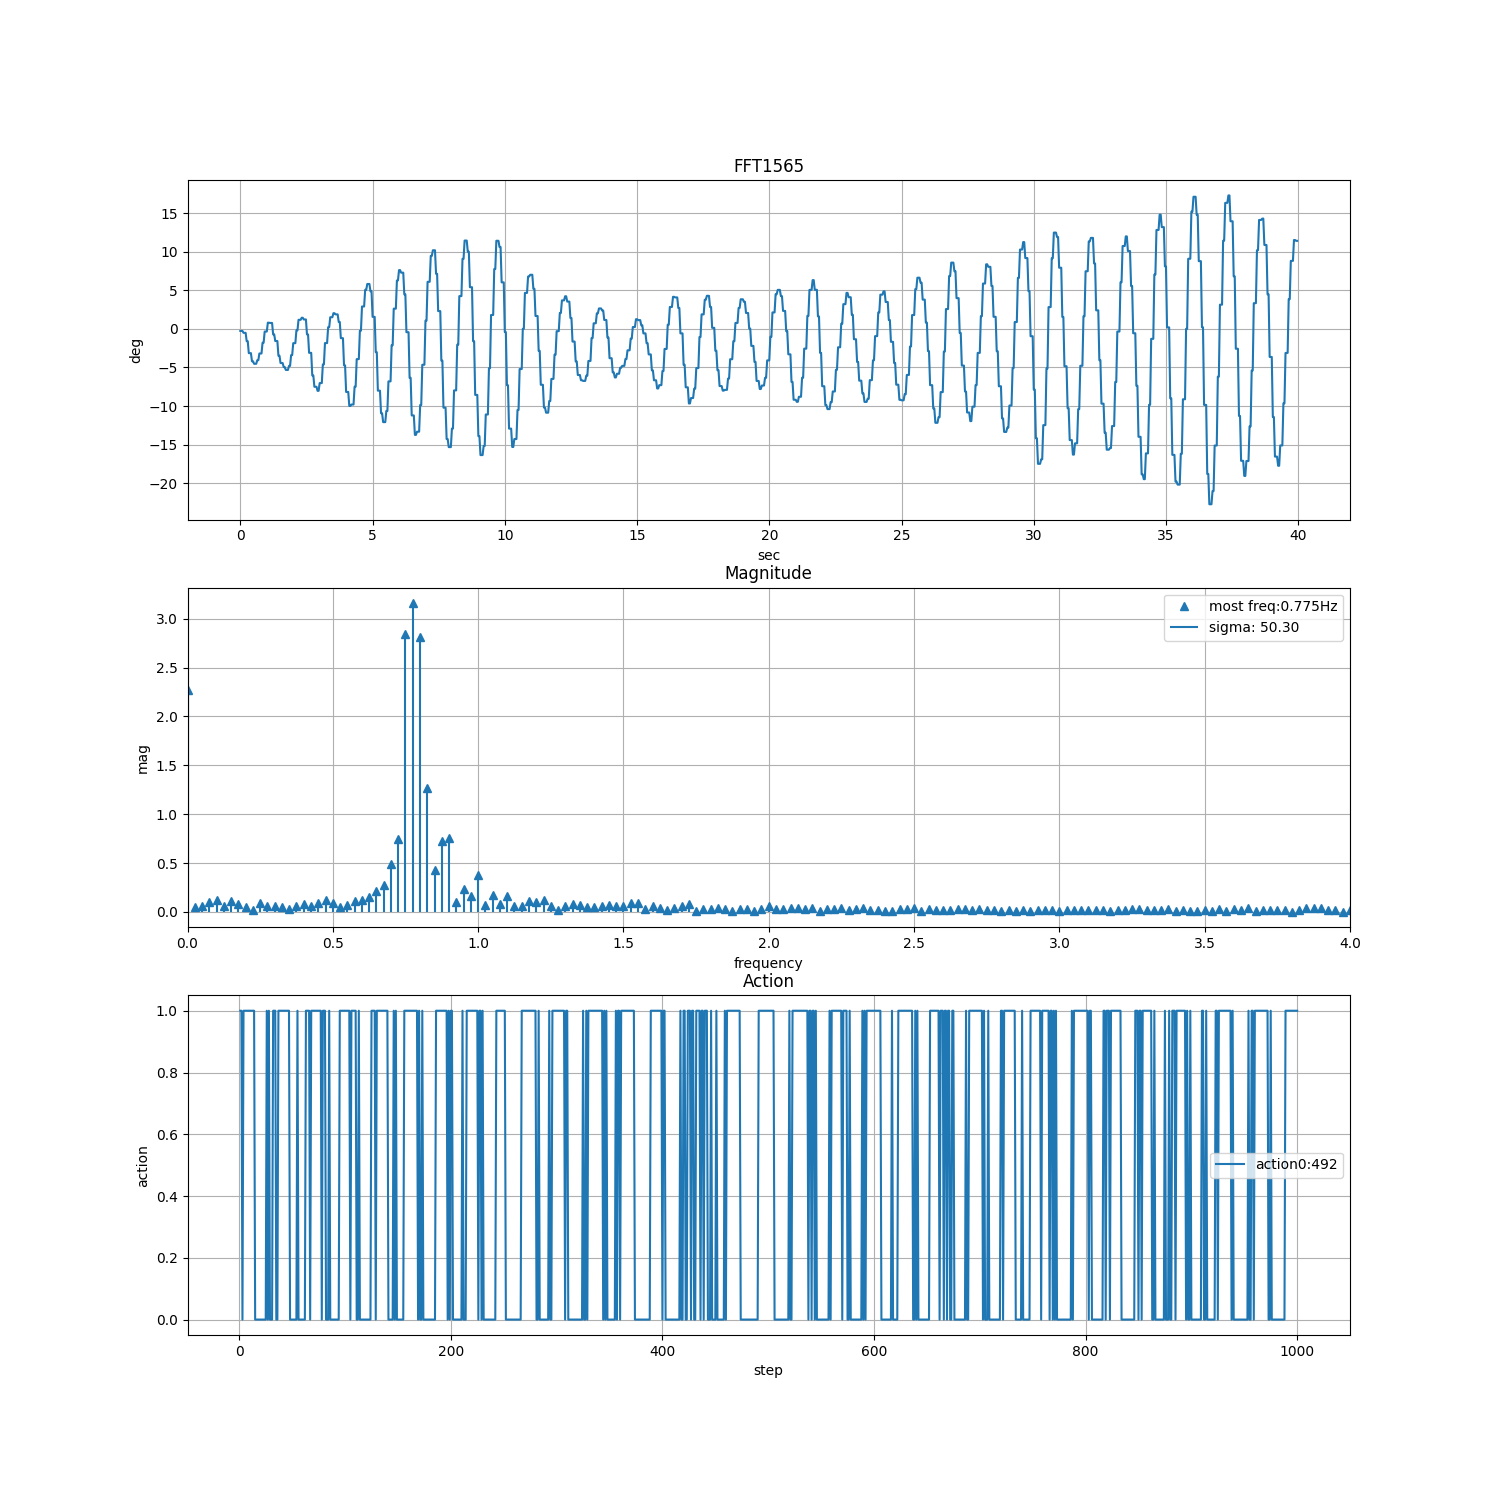 FFT1565
15
10
5
0
−5
−10
−15
−20
deg
0 5 10 15 20 25 30 35 40
sec
Magnitude
3.0
2.5
2.0
1.5
1.0
0.5
0.0
mag
most freq:0.775Hz
sigma: 50.30
0.0 0.5 1.0 1.5 2.0 2.5 3.0 3.5 4.0
frequency
Action
1.0
0.8
0.6
0.4
0.2
0.0
action
action0:492
0 200 400 600 800 1000
step